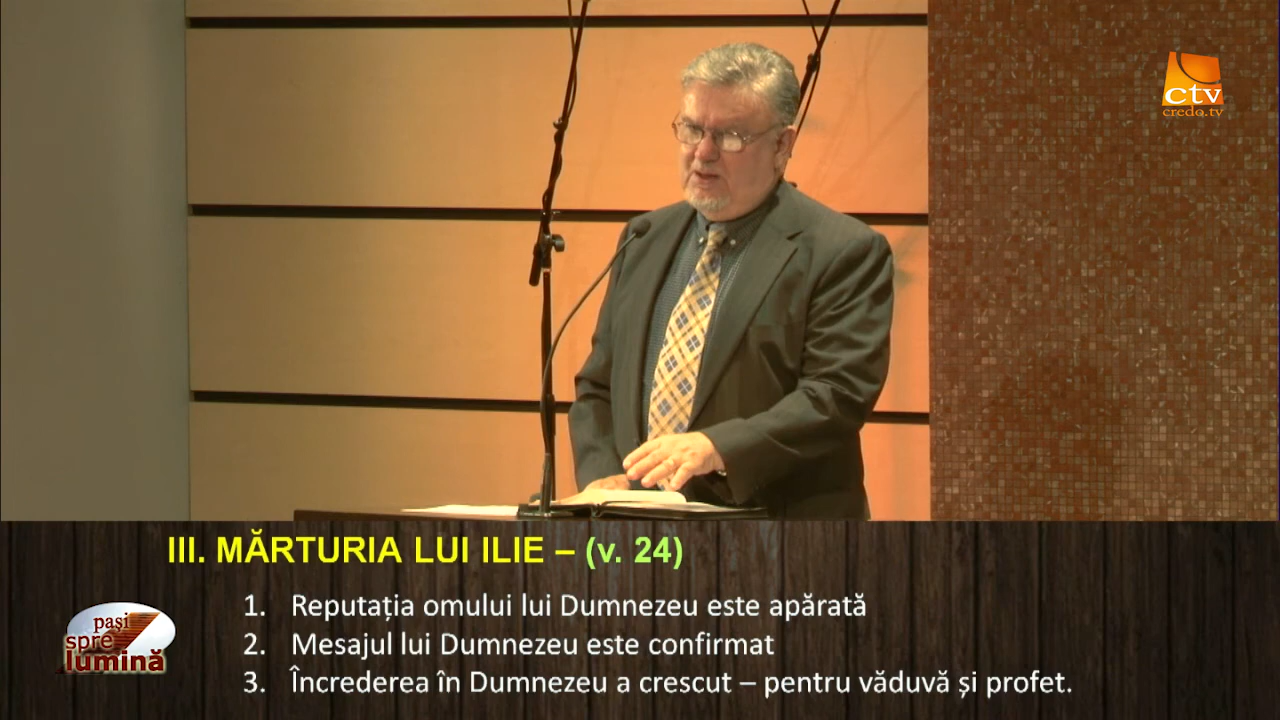 ctv
credo.tv
III. MĂRTURIA LUI ILIE – (v. 24)
1. Reputația omului lui Dumnezeu este apărată
2. Mesajul lui Dumnezeu este confirmat
3. Încrederea în Dumnezeu a crescut – pentru văduvă și profet.
pași
spre
lumină